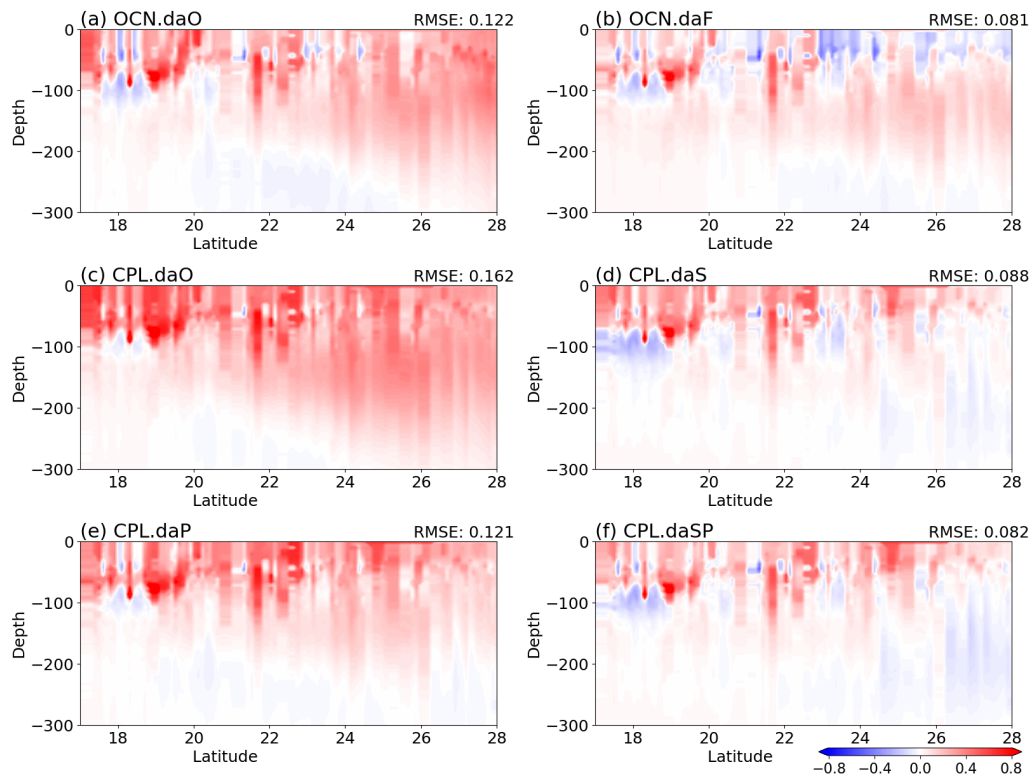 (a) OCN.daO RMSE: 0.122
(b) OCN.daF RMSE: 0.081
0
−100
−200
−300
Depth
18 20 22 24 26 28
Latitude
0
−100
−200
−300
Depth
18 20 22 24 26 28
Latitude
(c) CPL.daO RMSE: 0.162
(d) CPL.daS RMSE: 0.088
0
−100
−200
−300
Depth
18 20 22 24 26 28
Latitude
0
−100
−200
−300
Depth
18 20 22 24 26 28
Latitude
(e) CPL.daP RMSE: 0.121
(f) CPL.daSP RMSE: 0.082
0
−100
−200
−300
Depth
18 20 22 24 26 28
Latitude
0
−100
−200
−300
Depth
18 20 22 24 26 28
Latitude
−0.8 −0.4 0.0 0.4 0.8